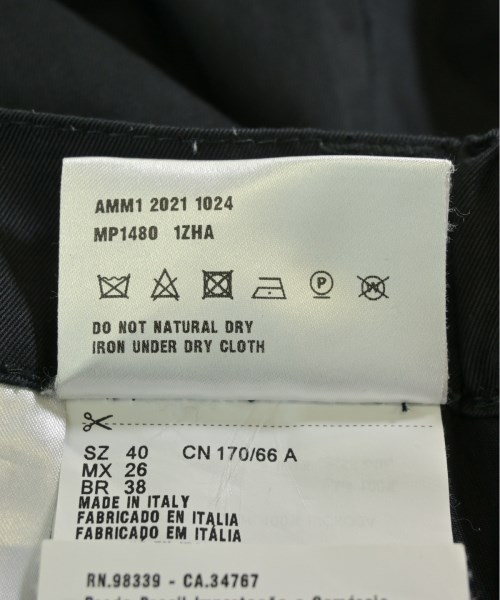 AMM1 2021 1024
MP1480 1ZHA
P W
DO NOT NATURAL DRY
IRON UNDER DRY CLOTH
SZ 40 CN 170/66 A
MX 26
BR 38
MADE IN ITALY
FABRICADO EN ITALIA
FABRICADO EM ITÁLIA
RN.98339 - CA.34767